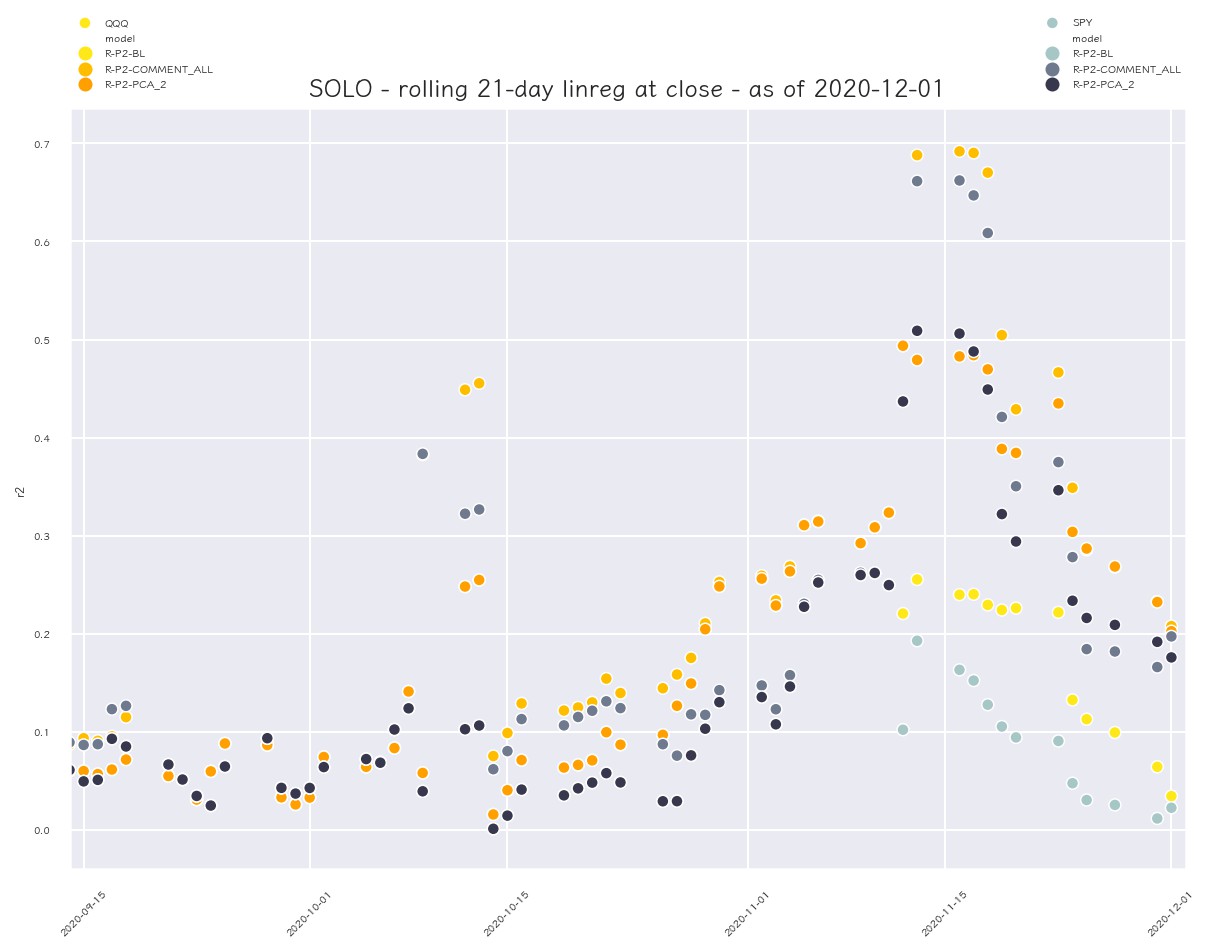 QQQ
model
R-P2-BL
R-P2-COMMENT_ALL
R-P2-PCA_2
SPY
model
R-P2-BL
R-P2-COMMENT_ALL
R-P2-PCA_2
SOLO - rolling 21-day linreg at close - as of 2020-12-01
0.7
0.6
0.5
0.4
0.3
0.2
0.1
0.0
r2
2020-09-15
2020-10-01
2020-10-15
2020-11-01
2020-11-15
2020-12-01